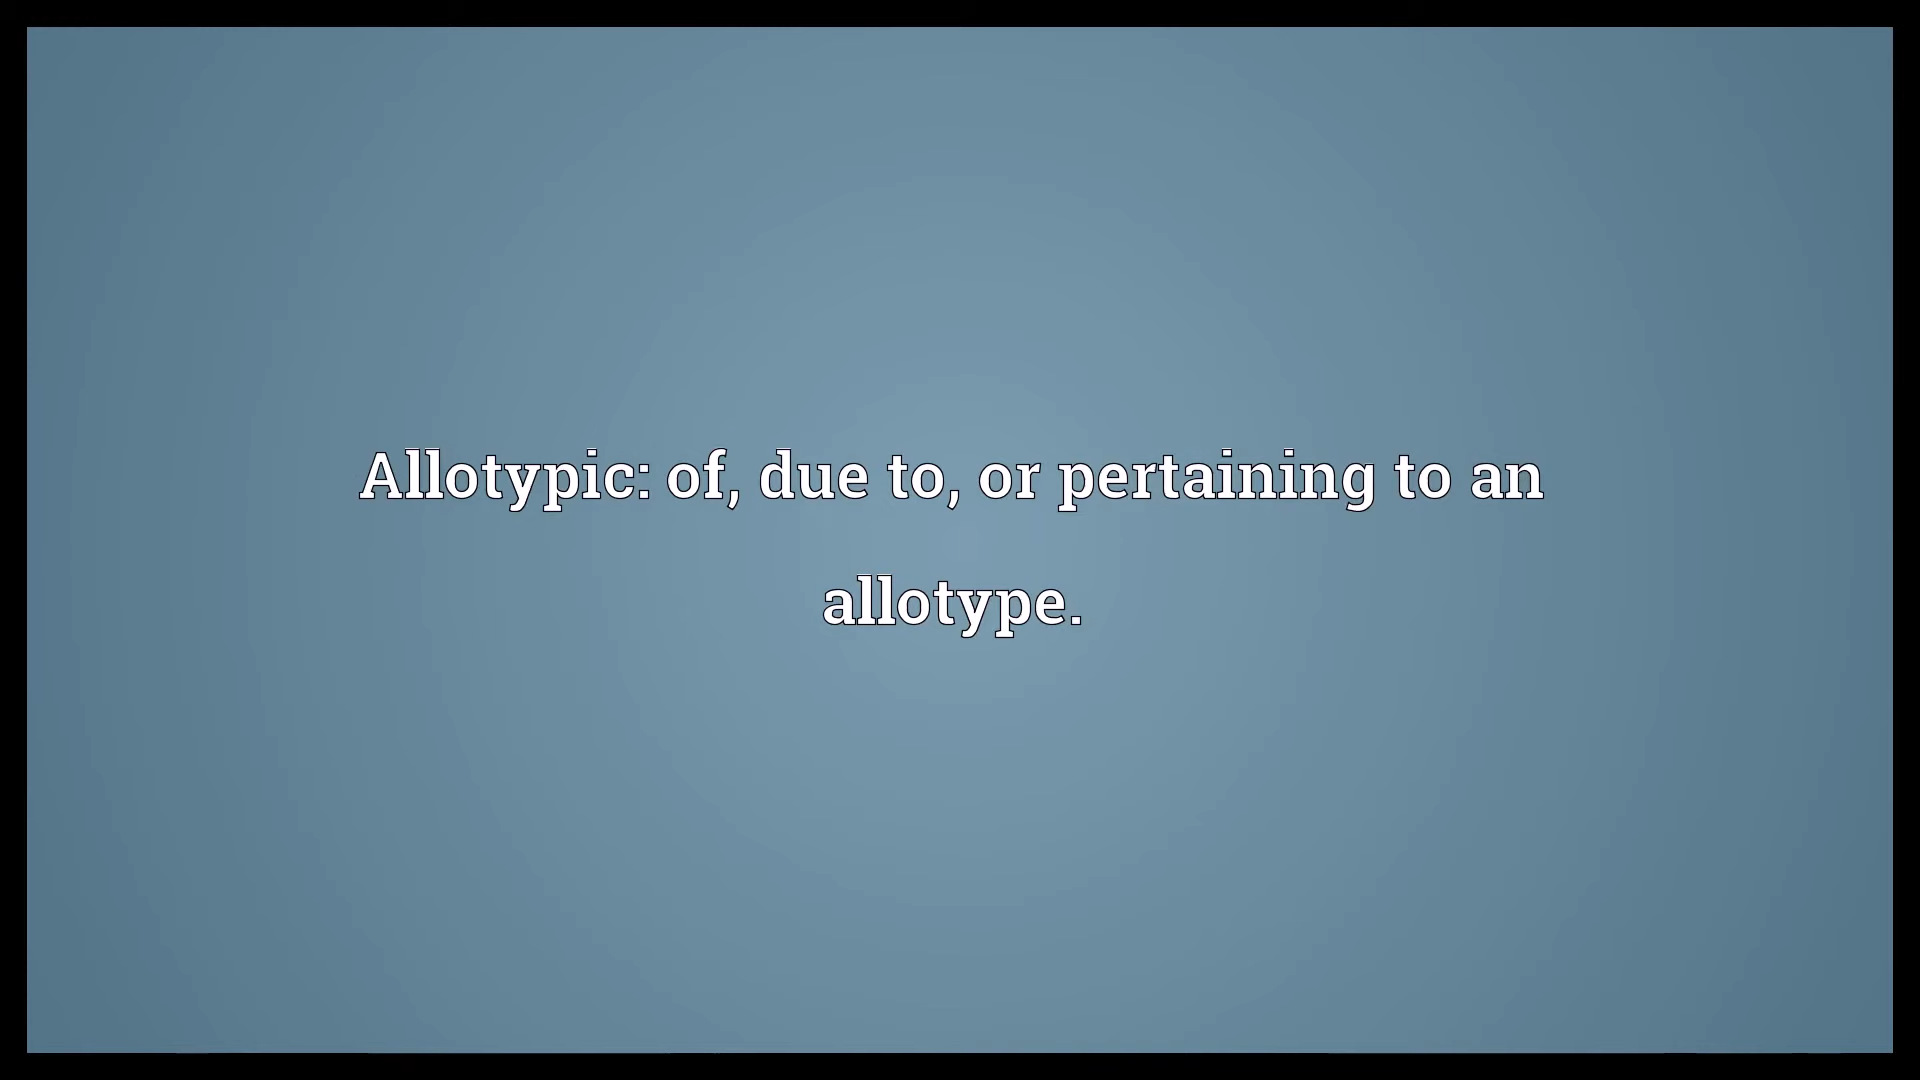 Allotypic: of, due to, or pertaining to an
allotype.